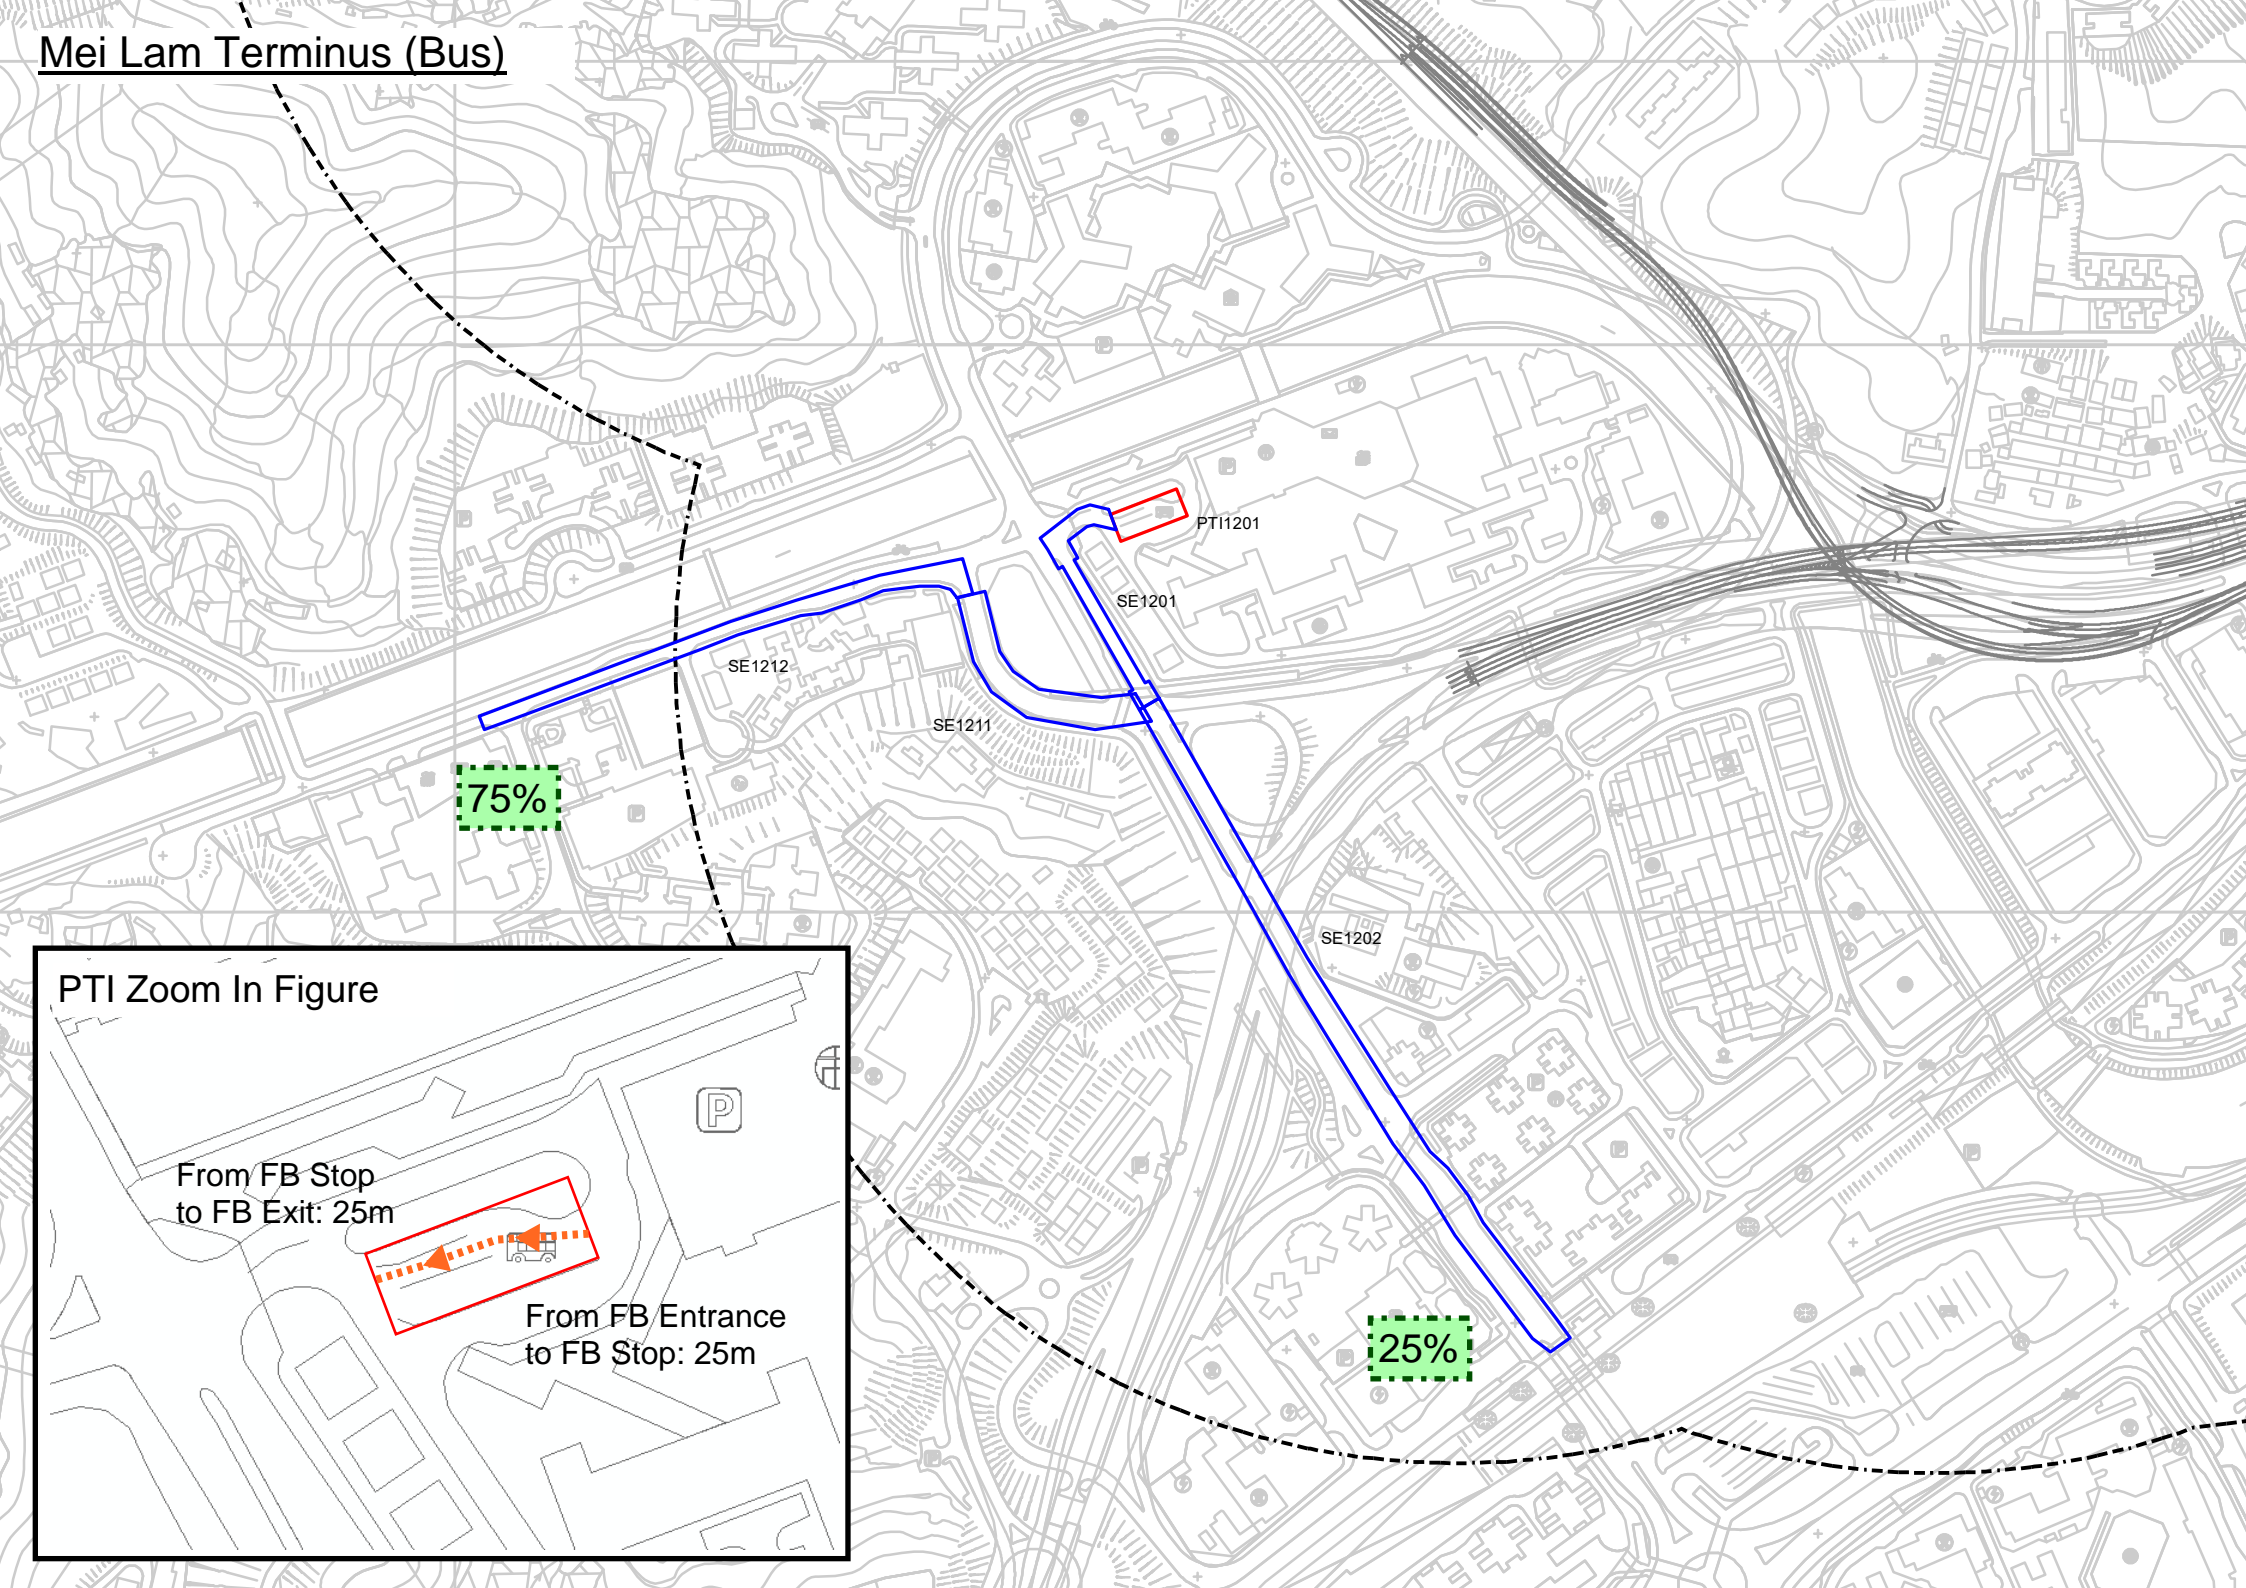 Mei Lam Terminus (Bus)
PTI1201
SE1201
SE1212
SE1211
75%
SE1202
PTI Zoom In Figure
P
From FB Stop
to FB Exit: 25m
From FB Entrance
to FB Stop: 25m
25%